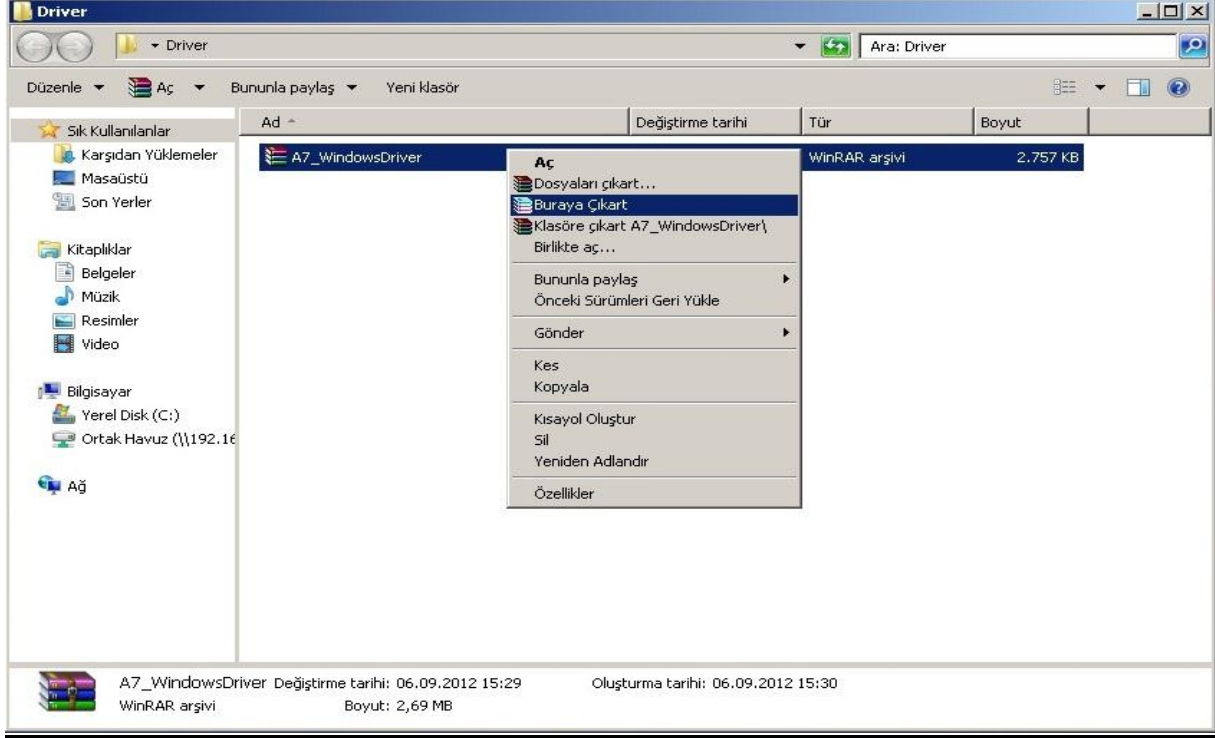 Driver
Driver
Ara: Driver
Düzenle
Aç
Bununla paylaş
Yeni klasör
Sık Kullanılanlar
Karşıdan Yüklemeler
Masaüstü
Son Yerler
Kitaplıklar
Belgeler
Müzik
Resimler
Video
Bilgisayar
Yerel Disk (C:)
Ortak Havuz (\\192.16
Ağ
Ad
Değiştirme tarihi
Tür
Boyut
A7_WindowsDriver
WinRAR arşivi
2.757 KB
Aç
Dosyaları çıkart...
Buraya Çıkart
Klasöre çıkart A7_WindowsDriver\
Birlikte aç...
Bununla paylaş
Önceki Sürümleri Geri Yükle
Gönder
Kes
Kopyala
Kısayol Oluştur
Sil
Yeniden Adlandır
Özellikler
A7_WindowsDriver Değiştirme tarihi: 06.09.2012 15:29 Oluşturma tarihi: 06.09.2012 15:30
WinRAR arşivi Boyut: 2,69 MB